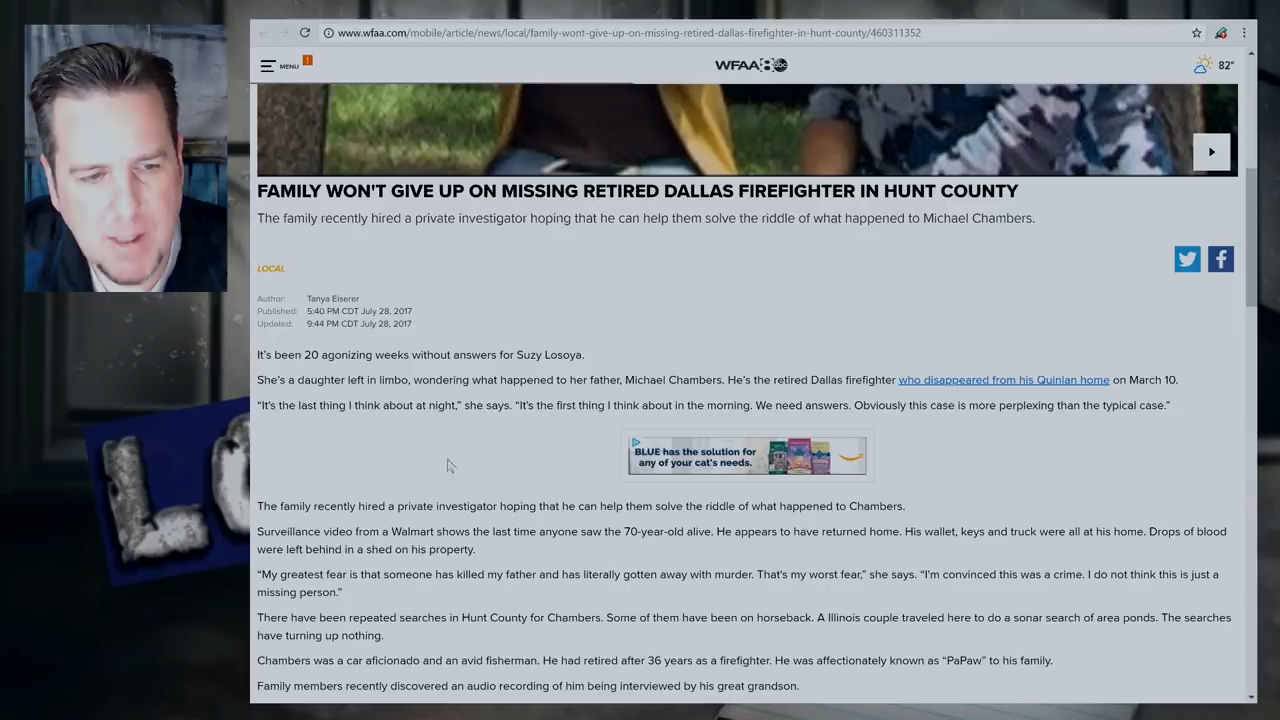 www.wfaa.com/mobile/article/news/local/family-wont-give-up-on-missing-retired-dallas-firefighter-in-hunt-county/460311352
MENU
!
WFAA 8 abc
82°
FAMILY WON'T GIVE UP ON MISSING RETIRED DALLAS FIREFIGHTER IN HUNT COUNTY
The family recently hired a private investigator hoping that he can help them solve the riddle of what happened to Michael Chambers.
LOCAL
Author: Tanya Eiserer
Published: 5:40 PM CDT July 28, 2017
Updated: 9:44 PM CDT July 28, 2017
It's been 20 agonizing weeks without answers for Suzy Losoya.
She's a daughter left in limbo, wondering what happened to her father, Michael Chambers. He's the retired Dallas firefighter who disappeared from his Quinlan home on March 10.
“It's the last thing I think about at night,” she says. “It's the first thing I think about in the morning. We need answers. Obviously this case is more perplexing than the typical case.”
BLUE has the solution for
any of your cat's needs.
The family recently hired a private investigator hoping that he can help them solve the riddle of what happened to Chambers.
Surveillance video from a Walmart shows the last time anyone saw the 70-year-old alive. He appears to have returned home. His wallet, keys and truck were all at his home. Drops of blood
were left behind in a shed on his property.
“My greatest fear is that someone has killed my father and has literally gotten away with murder. That's my worst fear,” she says. “I'm convinced this was a crime. I do not think this is just a
missing person.”
There have been repeated searches in Hunt County for Chambers. Some of them have been on horseback. A Illinois couple traveled here to do a sonar search of area ponds. The searches
have turning up nothing.
Chambers was a car aficionado and an avid fisherman. He had retired after 36 years as a firefighter. He was affectionately known as “PaPaw” to his family.
Family members recently discovered an audio recording of him being interviewed by his great grandson.